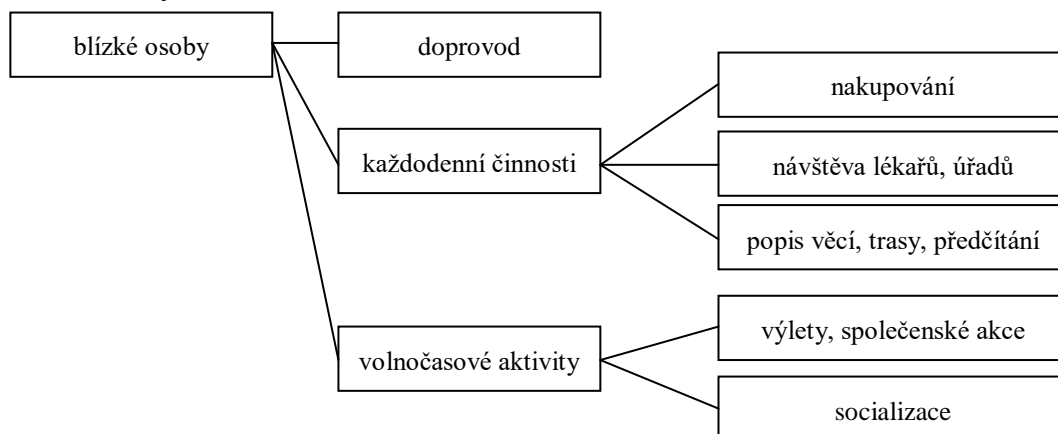 blízké osoby
doprovod
nakupování
každodenní činnosti
návštěva lékařů, úřadů
popis věcí, trasy, předčítání
výlety, společenské akce
volnočasové aktivity
socializace